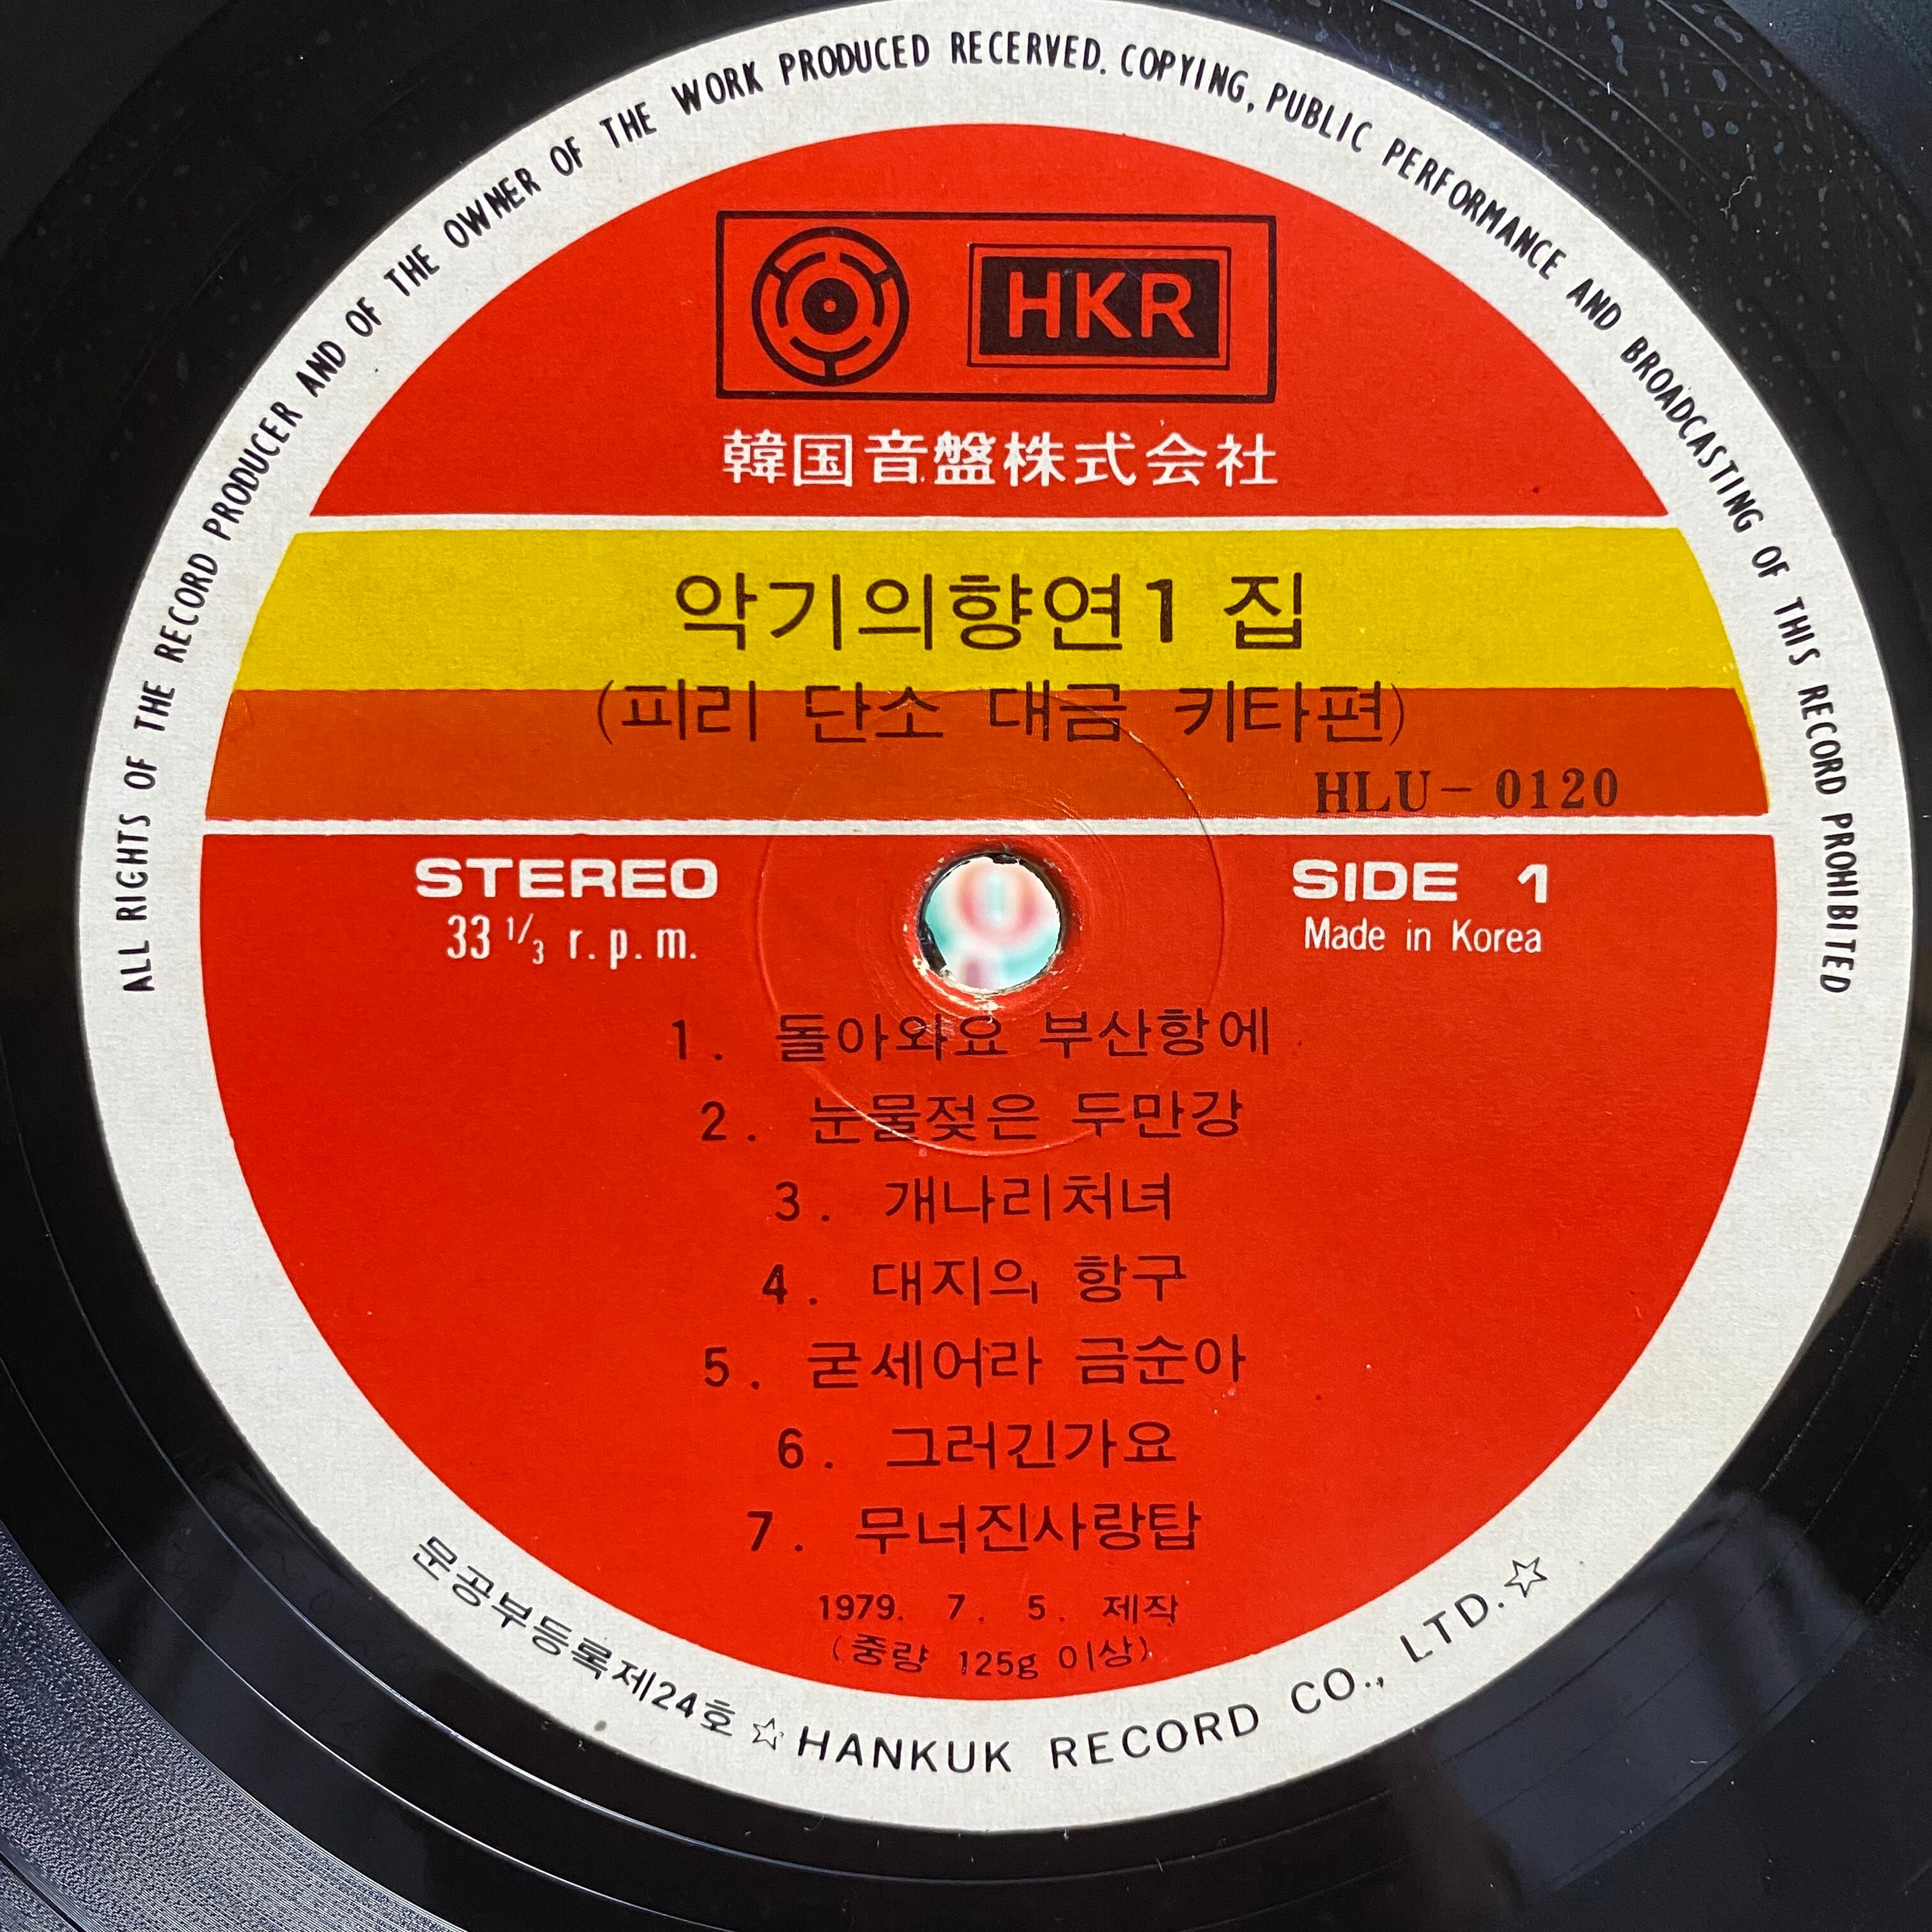 ALL RIGHTS OF THE RECORD PRODUCER AND OF THE OWNER OF THE WORK PRODUCED RECERVED. COPYING, PUBLIC PERFORMANCE AND BROADCASTING OF THIS RECORD PROHIBITED
HKR
韓国音盤株式会社
악기의향연1 집
(피리 단소 대금 키타편)
HLU-0120
STEREO
SIDE 1
33 1/3 r.p.m.
Made in Korea
1. 돌아와요 부산항에
2. 눈물젖은 두만강
3. 개나리처녀
4. 대지의 항구
5. 굳세어라 금순아
6. 그러긴가요
7. 무너진사랑탑
1979. 7. 5. 제작
(중량 125g 이상)
문공부등록제24호 ☆ HANKUK RECORD CO., LTD. ☆